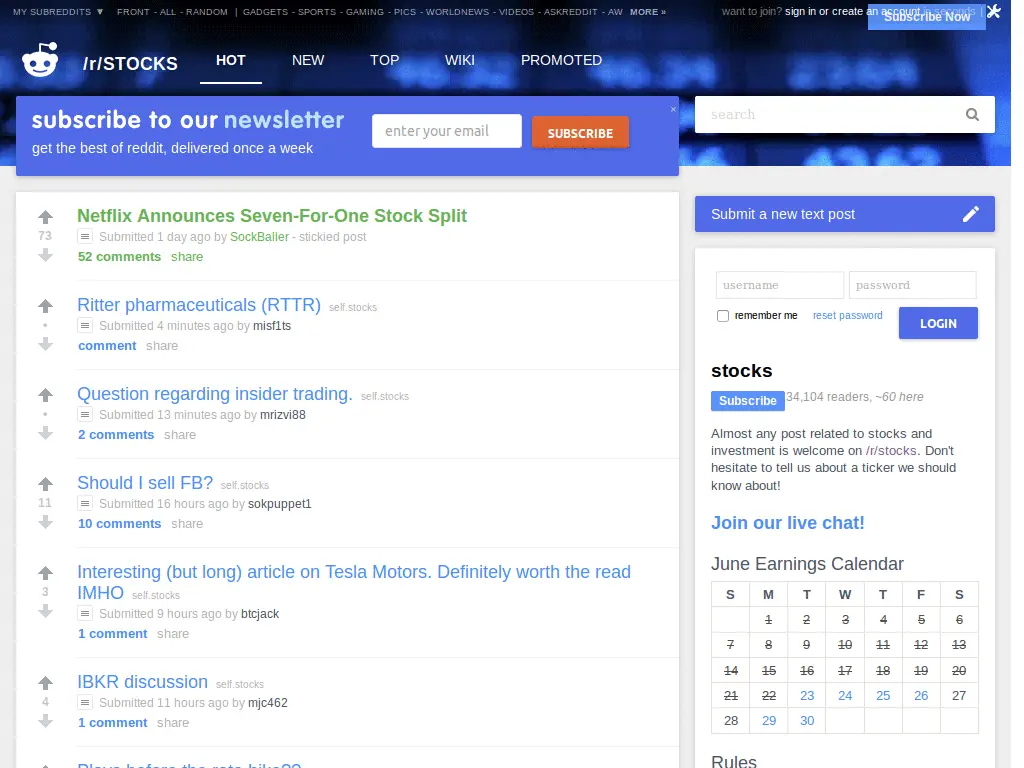 MY SUBREDDITS ▼ FRONT - ALL - RANDOM | GADGETS - SPORTS - GAMING - PICS - WORLDNEWS - VIDEOS - ASKREDDIT - AW MORE »
want to join? sign in or create an account in seconds |
Subscribe Now
/r/STOCKS HOT NEW TOP WIKI PROMOTED
subscribe to our newsletter
get the best of reddit, delivered once a week
enter your email
SUBSCRIBE
×
search
Netflix Announces Seven-For-One Stock Split
73
Submitted 1 day ago by SockBalier - stickied post
52 comments share
Ritter pharmaceuticals (RTTR) self.stocks
•
Submitted 4 minutes ago by misf1ts
comment share
Question regarding insider trading. self.stocks
•
Submitted 13 minutes ago by mrizvi88
2 comments share
Should I sell FB? self.stocks
11
Submitted 16 hours ago by sokpuppet1
10 comments share
Interesting (but long) article on Tesla Motors. Definitely worth the read
IMHO self.stocks
3
Submitted 9 hours ago by btcjack
1 comment share
IBKR discussion self.stocks
4
Submitted 11 hours ago by mjc462
1 comment share
Submit a new text post
username password
remember me reset password LOGIN
stocks
Subscribe 34,104 readers, ~60 here
Almost any post related to stocks and
investment is welcome on /r/stocks. Don't
hesitate to tell us about a ticker we should
know about!
Join our live chat!
June Earnings Calendar
S M T W T F S
1 2 3 4 5 6
7 8 9 10 11 12 13
14 15 16 17 18 19 20
21 22 23 24 25 26 27
28 29 30
Rules